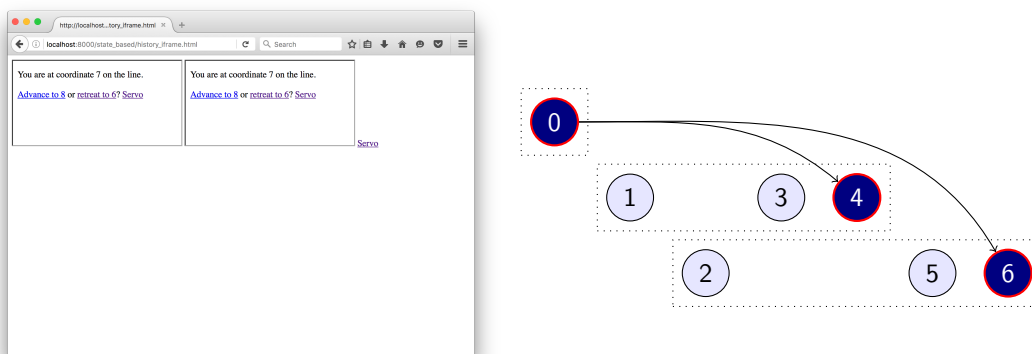 http://localhost...tory_iframe.html
localhost:8000/state_based/history_iframe.html
Search
You are at coordinate 7 on the line.
Advance to 8 or retreat to 6? Servo
You are at coordinate 7 on the line.
Advance to 8 or retreat to 6? Servo
Servo
0
1 3 4
2 5 6